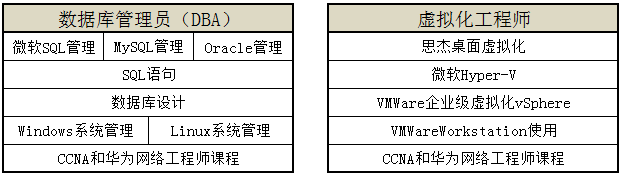 数据库管理员（DBA）
微软SQL管理 MySQL管理 Oracle管理
SQL语句
数据库设计
Windows系统管理 Linux系统管理
CCNA和华为网络工程师课程
虚拟化工程师
思杰桌面虚拟化
微软Hyper-V
VMWare企业级虚拟化vSphere
VMWareWorkstation使用
CCNA和华为网络工程师课程